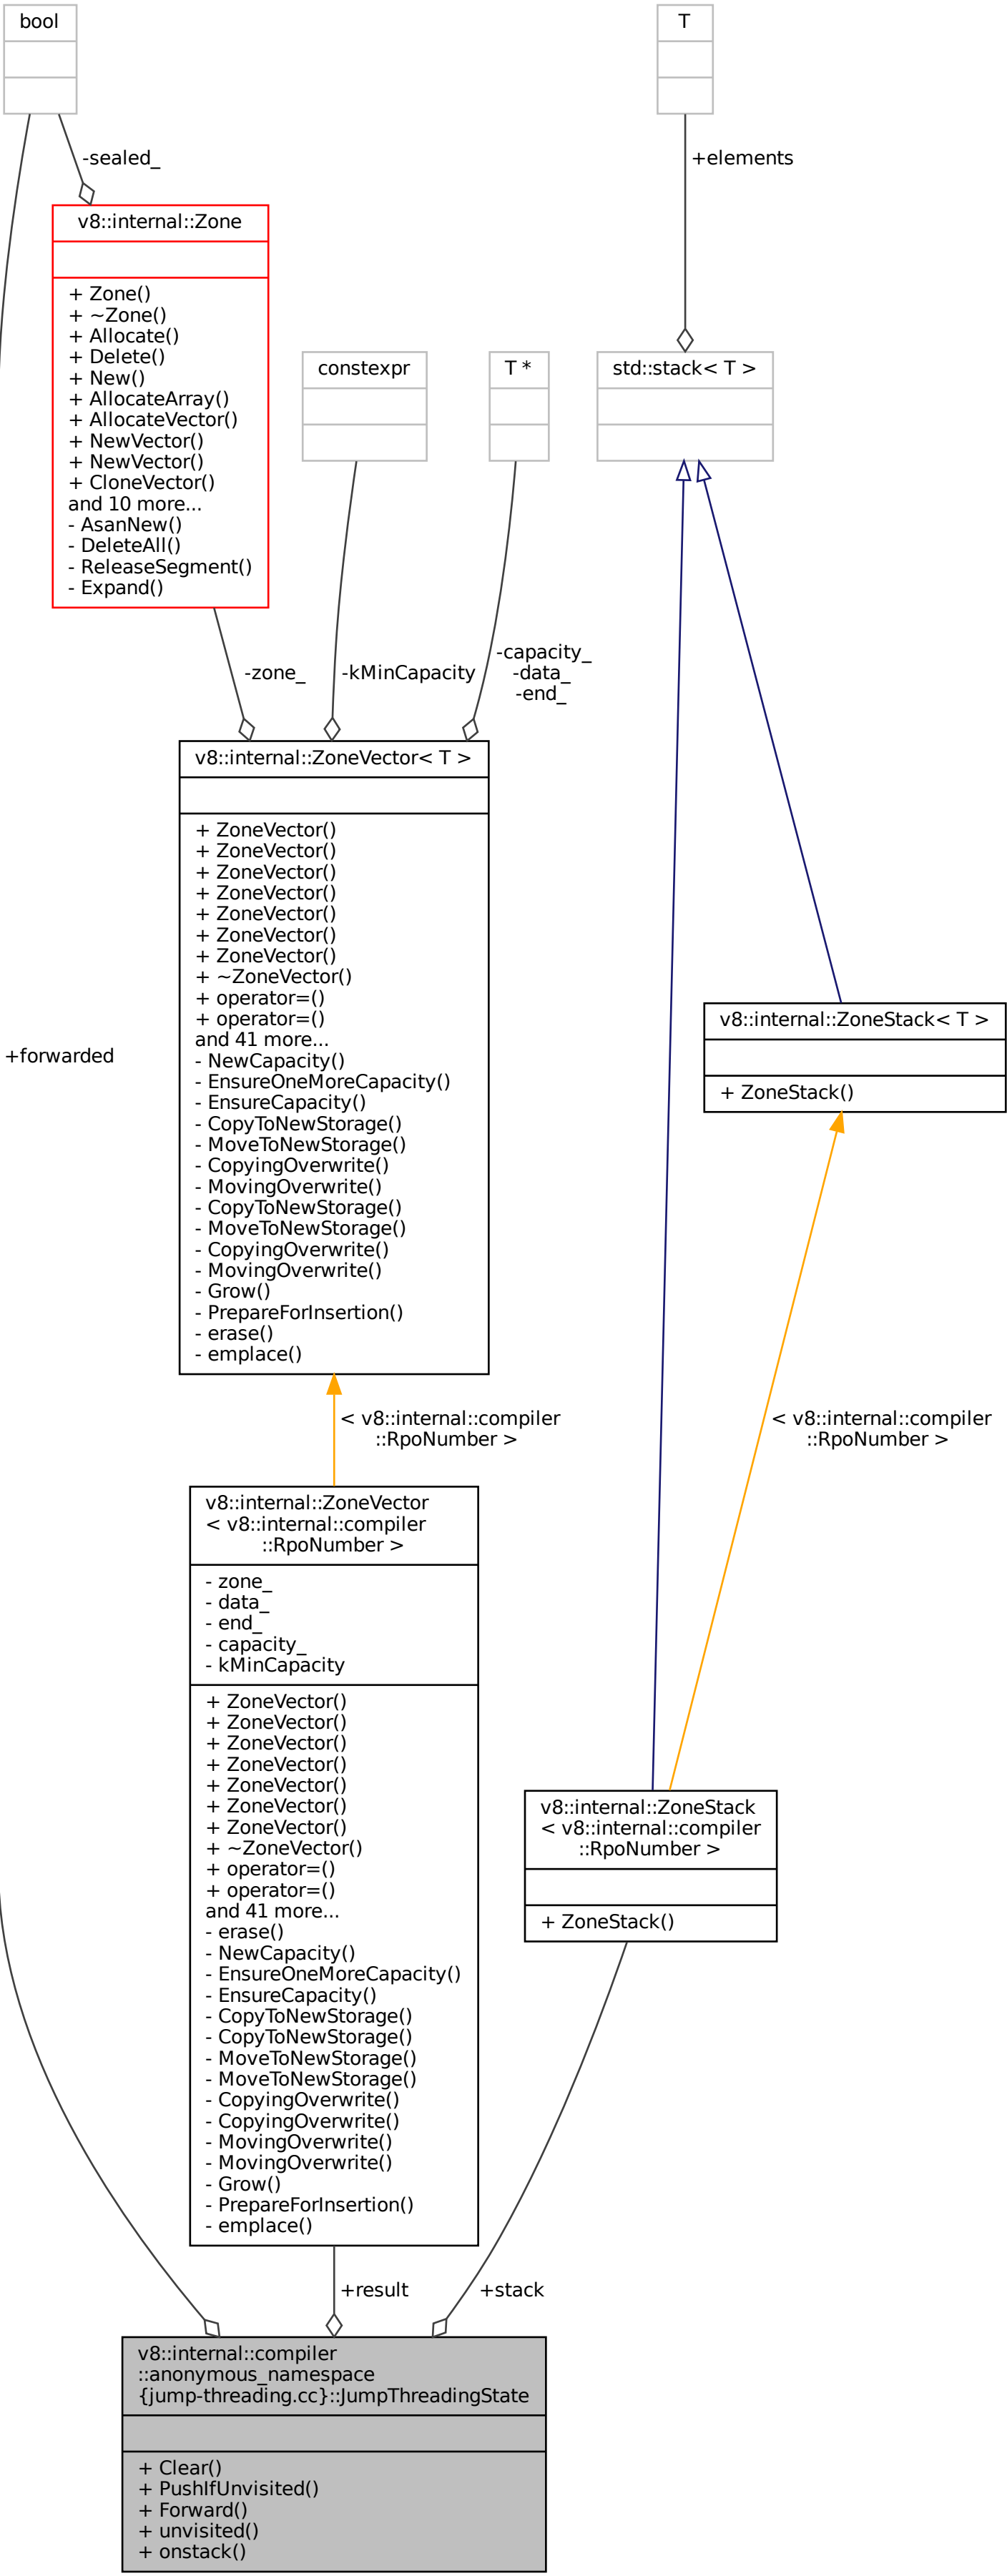 bool
T
-sealed_
+elements
v8::internal::Zone
+ Zone()
+ ~Zone()
+ Allocate()
+ Delete()
+ New()
+ AllocateArray()
+ AllocateVector()
+ NewVector()
+ NewVector()
+ CloneVector()
and 10 more...
- AsanNew()
- DeleteAll()
- ReleaseSegment()
- Expand()
constexpr
T *
std::stack< T >
-zone_
-kMinCapacity
-capacity_
-data_
-end_
v8::internal::ZoneVector< T >
+ ZoneVector()
+ ZoneVector()
+ ZoneVector()
+ ZoneVector()
+ ZoneVector()
+ ZoneVector()
+ ZoneVector()
+ ~ZoneVector()
+ operator=()
+ operator=()
and 41 more...
- NewCapacity()
- EnsureOneMoreCapacity()
- EnsureCapacity()
- CopyToNewStorage()
- MoveToNewStorage()
- CopyingOverwrite()
- MovingOverwrite()
- CopyToNewStorage()
- MoveToNewStorage()
- CopyingOverwrite()
- MovingOverwrite()
- Grow()
- PrepareForInsertion()
- erase()
- emplace()
+forwarded
v8::internal::ZoneStack< T >
+ ZoneStack()
< v8::internal::compiler
::RpoNumber >
< v8::internal::compiler
::RpoNumber >
v8::internal::ZoneVector
< v8::internal::compiler
::RpoNumber >
- zone_
- data_
- end_
- capacity_
- kMinCapacity
+ ZoneVector()
+ ZoneVector()
+ ZoneVector()
+ ZoneVector()
+ ZoneVector()
+ ZoneVector()
+ ZoneVector()
+ ~ZoneVector()
+ operator=()
+ operator=()
and 41 more...
- erase()
- NewCapacity()
- EnsureOneMoreCapacity()
- EnsureCapacity()
- CopyToNewStorage()
- CopyToNewStorage()
- MoveToNewStorage()
- MoveToNewStorage()
- CopyingOverwrite()
- CopyingOverwrite()
- MovingOverwrite()
- MovingOverwrite()
- Grow()
- PrepareForInsertion()
- emplace()
v8::internal::ZoneStack
< v8::internal::compiler
::RpoNumber >
+ ZoneStack()
+result
+stack
v8::internal::compiler
::anonymous_namespace
{jump-threading.cc}::JumpThreadingState
+ Clear()
+ PushIfUnvisited()
+ Forward()
+ unvisited()
+ onstack()